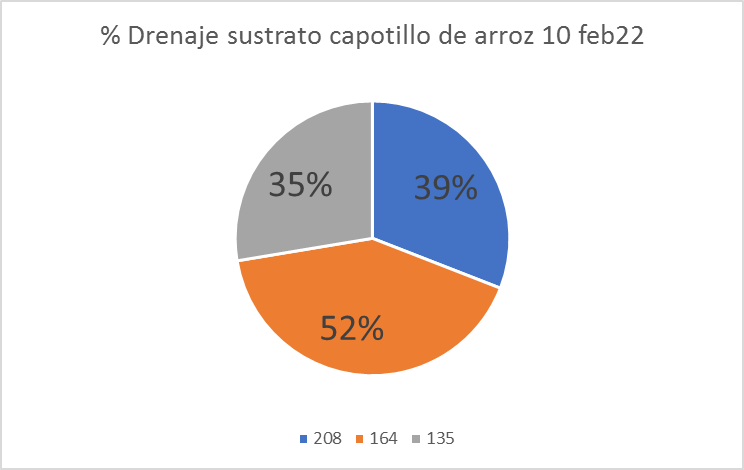 % Drenaje sustrato capotillo de arroz 10 feb22
35%
39%
52%
208 164 135